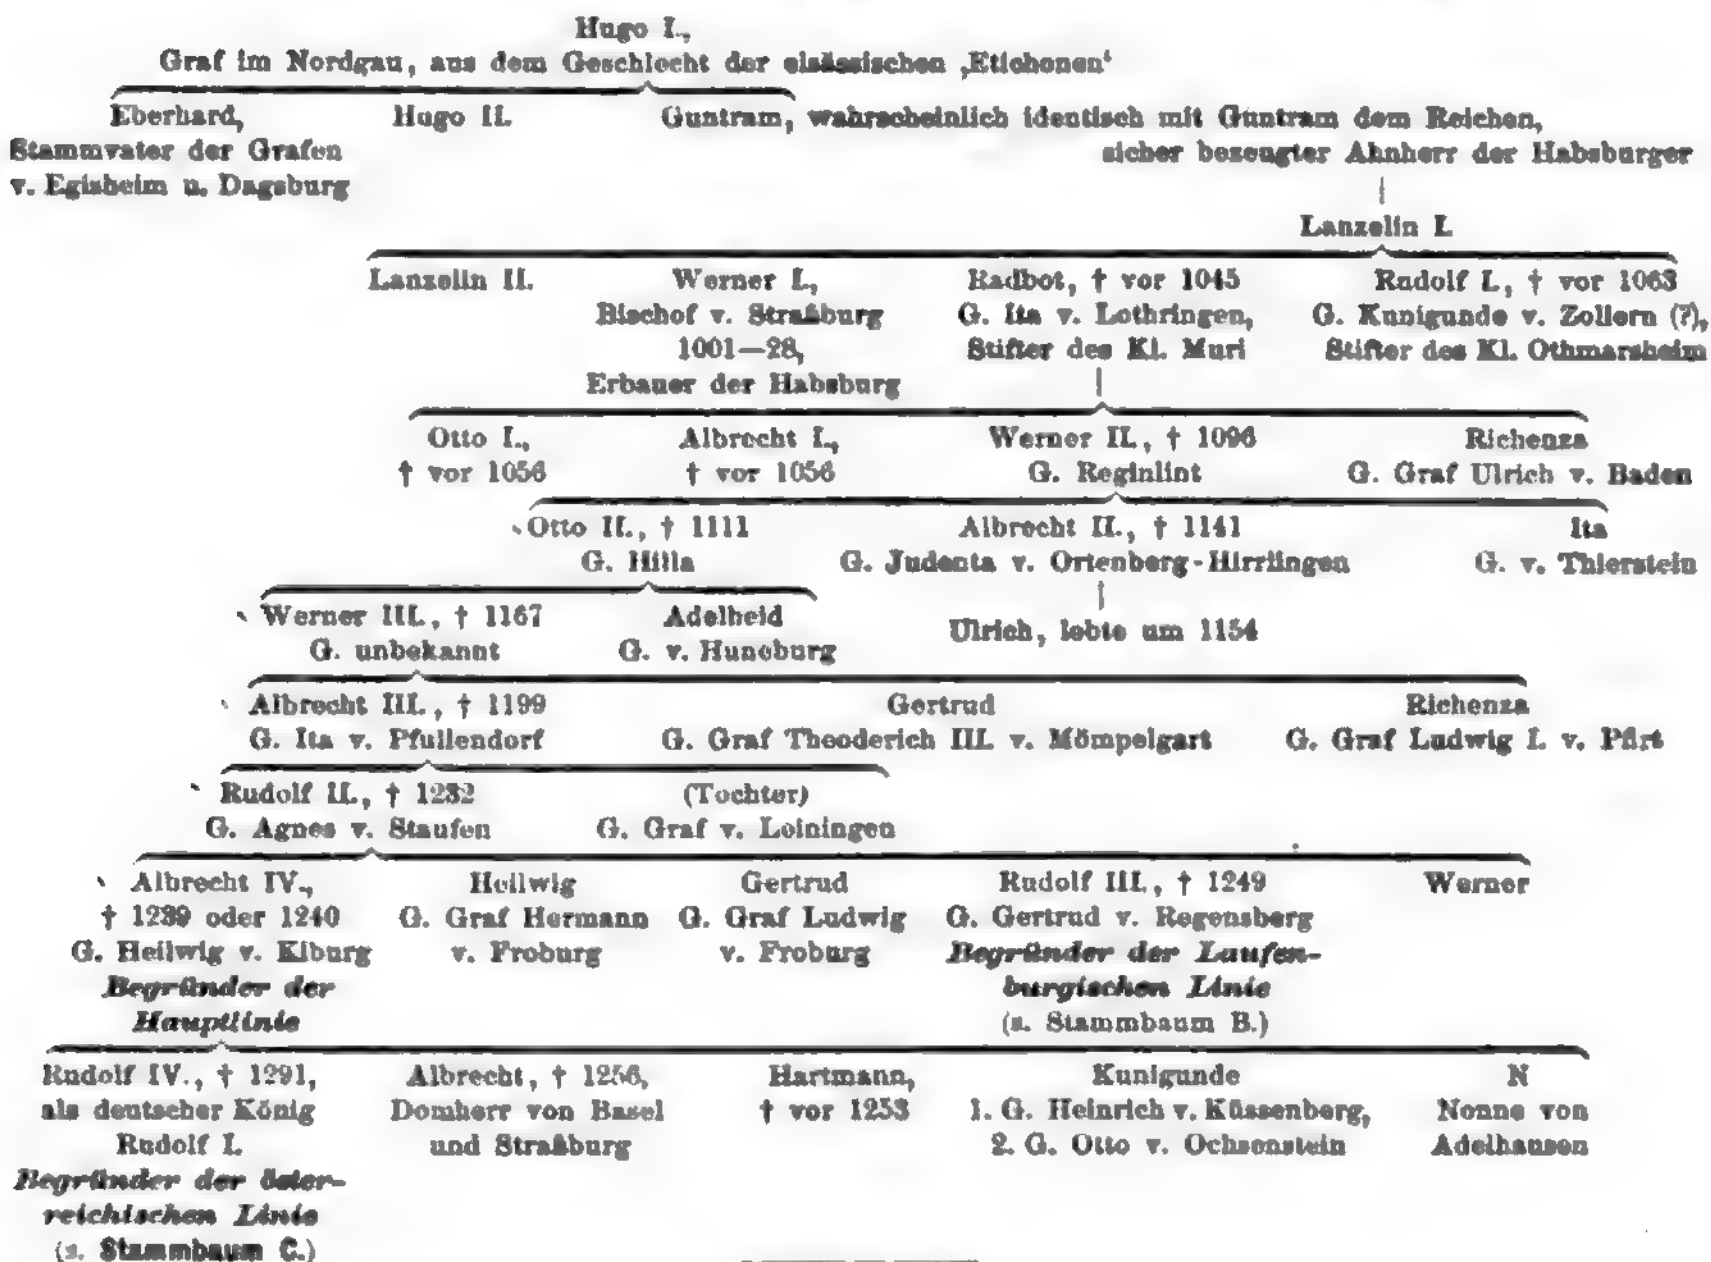 Hugo I.,
Graf im Nordgau, aus dem Geschlecht der elsässischen ‚Etichonen‘
Eberhard, Hugo II. Guntram, wahrscheinlich identisch mit Guntram dem Reichen,
Stammvater der Grafen sicher bezeugter Ahnherr der Habsburger
v. Egisheim u. Dagsburg
Lanzelin I.
Lanzelin II. Werner I., Radbot, † vor 1045 Rudolf I., † vor 1063
Bischof v. Straßburg G. Ita v. Lothringen, G. Kunigunde v. Zollern (?),
1001—28, Stifter des Kl. Muri Stifter des Kl. Othmarsheim
Erbauer der Habsburg
Otto I., Albrecht I., Werner II., † 1096 Richenza
† vor 1056 † vor 1056 G. Reginlint G. Graf Ulrich v. Baden
Otto II., † 1111 Albrecht II., † 1141 Ita
G. Hilla G. Judenta v. Ortenberg-Hirrlingen G. v. Thierstein
Werner III., † 1167 Adelheid Ulrich, lebte um 1154
G. unbekannt G. v. Huneburg
Albrecht III., † 1199 Gertrud Richenza
G. Ita v. Pfullendorf G. Graf Theoderich III. v. Mömpelgart G. Graf Ludwig I. v. Pfirt
Rudolf II., † 1232 (Tochter)
G. Agnes v. Staufen G. Graf v. Leiningen
Albrecht IV., Heilwig Gertrud Rudolf III., † 1249 Werner
† 1239 oder 1240 G. Graf Hermann G. Graf Ludwig G. Gertrud v. Regensberg
G. Heilwig v. Kiburg v. Froburg v. Froburg Begründer der Laufen-
Begründer der burgischen Linie
Hauptlinie (s. Stammbaum B.)
Rudolf IV., † 1291, Albrecht, † 1256, Hartmann, Kunigunde N
als deutscher König Domherr von Basel † vor 1253 1. G. Heinrich v. Küssenberg, Nonne von
Rudolf I. und Straßburg 2. G. Otto v. Ochsenstein Adelhausen
Begründer der öster-
reichischen Linie
(s. Stammbaum C.)